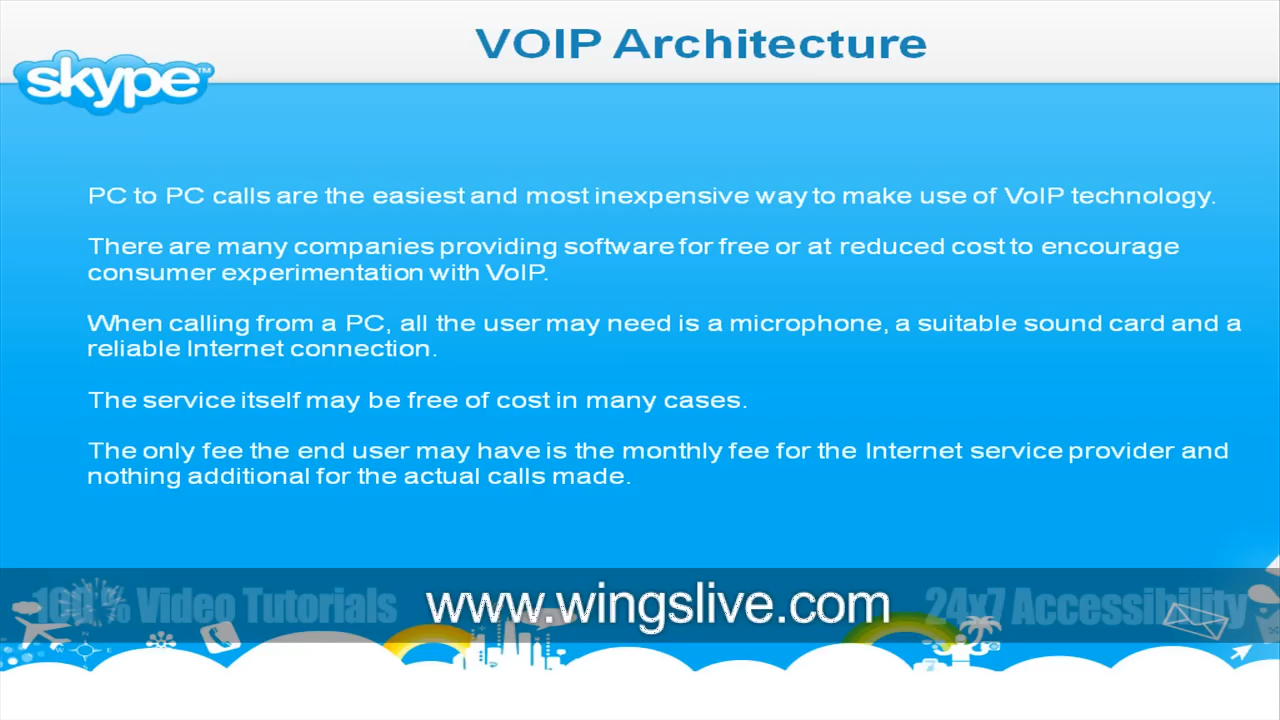 VOIP Architecture
skype™
PC to PC calls are the easiest and most inexpensive way to make use of VoIP technology.
There are many companies providing software for free or at reduced cost to encourage
consumer experimentation with VoIP.
When calling from a PC, all the user may need is a microphone, a suitable sound card and a
reliable Internet connection.
The service itself may be free of cost in many cases.
The only fee the end user may have is the monthly fee for the Internet service provider and
nothing additional for the actual calls made.
100% Video Tutorials www.wingslive.com 24x7 Accessibility
N
W E